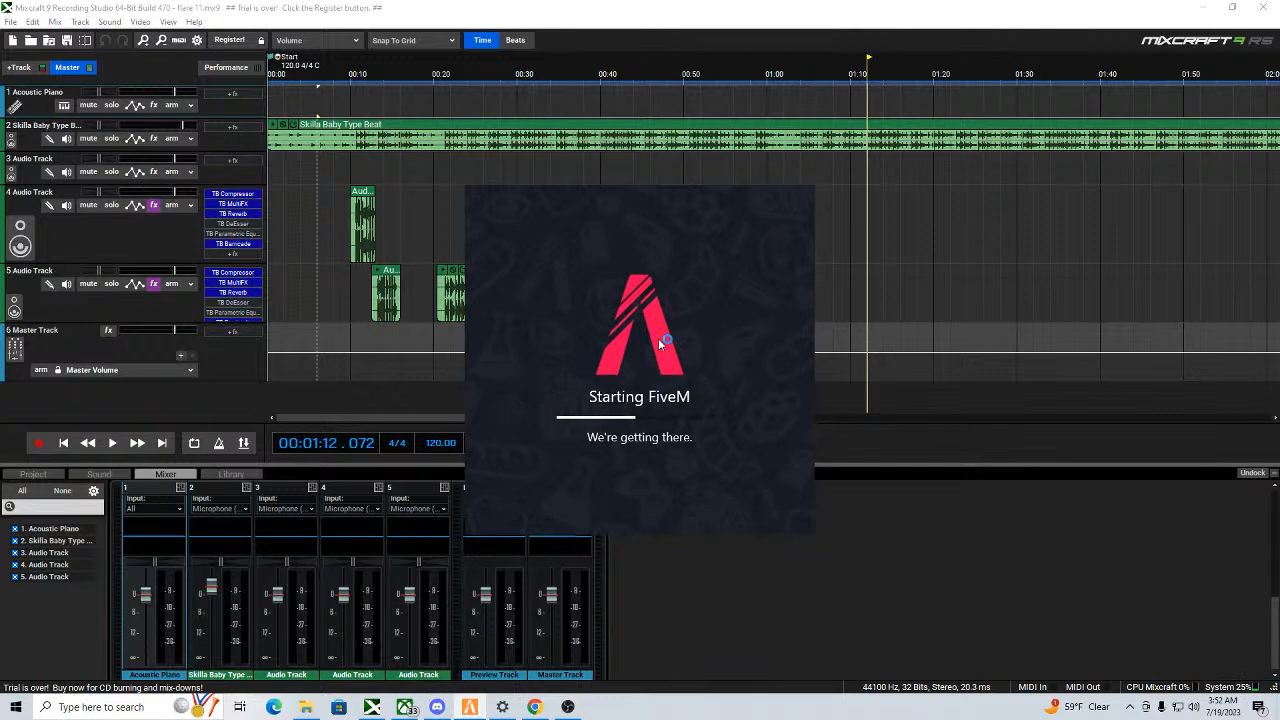 Mixcraft 9 Recording Studio 64-Bit Build 470 - flare 11.mx9   ## Trial is over!  Click the Register button. ##
File Edit Mix Track Sound Video View Help
Register! Volume Snap To Grid Time Beats MIXCRAFT 9 RS
+Track Master Performance
Start
120.0 4/4 C
00:00 00:10 00:20 00:30 00:40 00:50 01:00 01:10 01:20 01:30 01:40 01:50 02:0
1 Acoustic Piano
mute solo fx arm +fx
2 Skilla Baby Type B...
mute solo fx arm +fx
Skilla Baby Type Beat
3 Audio Track
mute solo fx arm +fx
4 Audio Track
mute solo fx arm
TB Compressor
TB MultiFX
TB Reverb
TB DeEsser
TB Parametric Equ...
TB Barricade
+fx
Aud...
5 Audio Track
mute solo fx arm
TB Compressor
TB MultiFX
TB Reverb
TB DeEsser
TB Parametric Equ...
Au...
6 Master Track fx +fx
arm Master Volume
Starting FiveM
We're getting there.
00:01:12 .072 4/4 120.00
Project Sound Mixer Library Undock
All None
1. Acoustic Piano
2. Skilla Baby Type ...
3. Audio Track
4. Audio Track
5. Audio Track
1 2 3 4 5
Input: Input: Input: Input: Input:
All Microphone ( Microphone ( Microphone ( Microphone (
Acoustic Piano Skilla Baby Type ... Audio Track Audio Track Audio Track Preview Track Master Track
Trial is over! Buy now for CD burning and mix-downs! 44100 Hz, 32 Bits, Stereo, 20.3 ms MIDI In MIDI Out CPU Mixcraft 0% System 25%
Type here to search 33 59°F Clear 3:52 AM
7/19/2023 7